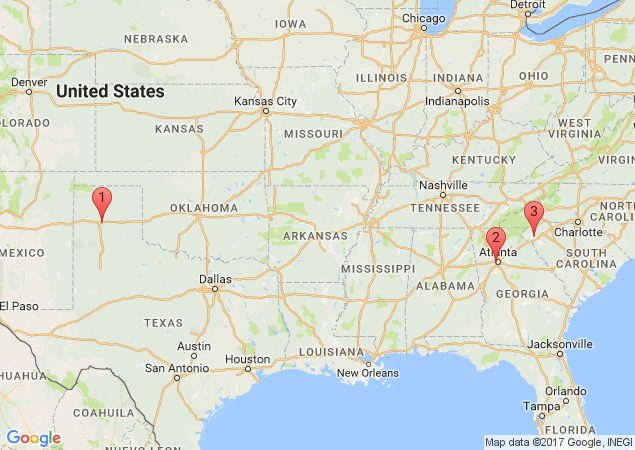 Chicago
Detroit
IOWA
NEBRASKA
PENN
ILLINOIS
INDIANA
OHIO
Denver
United States
Indianapolis
Kansas City
COLORADO
KANSAS
MISSOURI
WEST
VIRGINIA
KENTUCKY
VIRGINI
1
Nashville
OKLAHOMA
TENNESSEE
3
NORTH
CAROLINA
2
ARKANSAS
Charlotte
MEXICO
Atlanta
SOUTH
CAROLINA
MISSISSIPPI
Dallas
ALABAMA
GEORGIA
El Paso
TEXAS
Jacksonville
Austin
LOUISIANA
Houston
San Antonio
New Orleans
HUAHUA
Orlando
COAHUILA
Tampa
FLORIDA
Google
NUEVO LEON
Map data ©2017 Google, INEGI